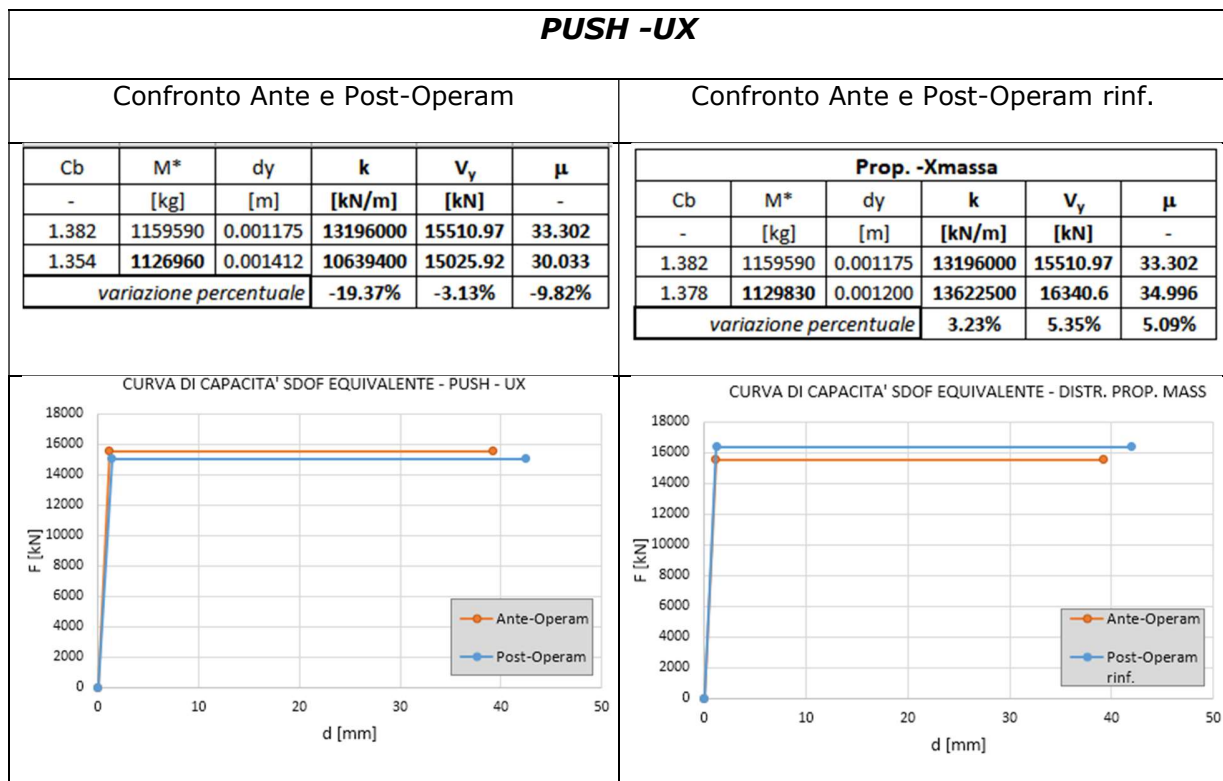 PUSH -UX
Confronto Ante e Post-Operam
Confronto Ante e Post-Operam rinf.
Cb M* dy k Vy μ
- [kg] [m] [kN/m] [kN] -
1.382 1159590 0.001175 13196000 15510.97 33.302
1.354 1126960 0.001412 10639400 15025.92 30.033
variazione percentuale -19.37% -3.13% -9.82%
Prop. -Xmassa
Cb M* dy k Vy μ
- [kg] [m] [kN/m] [kN] -
1.382 1159590 0.001175 13196000 15510.97 33.302
1.378 1129830 0.001200 13622500 16340.6 34.996
variazione percentuale 3.23% 5.35% 5.09%
CURVA DI CAPACITA' SDOF EQUIVALENTE - PUSH - UX
18000
16000
14000
12000
10000
8000
6000
4000
2000
0
F [kN]
0 10 20 30 40 50
d [mm]
Ante-Operam
Post-Operam
CURVA DI CAPACITA' SDOF EQUIVALENTE - DISTR. PROP. MASS
18000
16000
14000
12000
10000
8000
6000
4000
2000
0
F [kN]
0 10 20 30 40 50
d [mm]
Ante-Operam
Post-Operam
rinf.